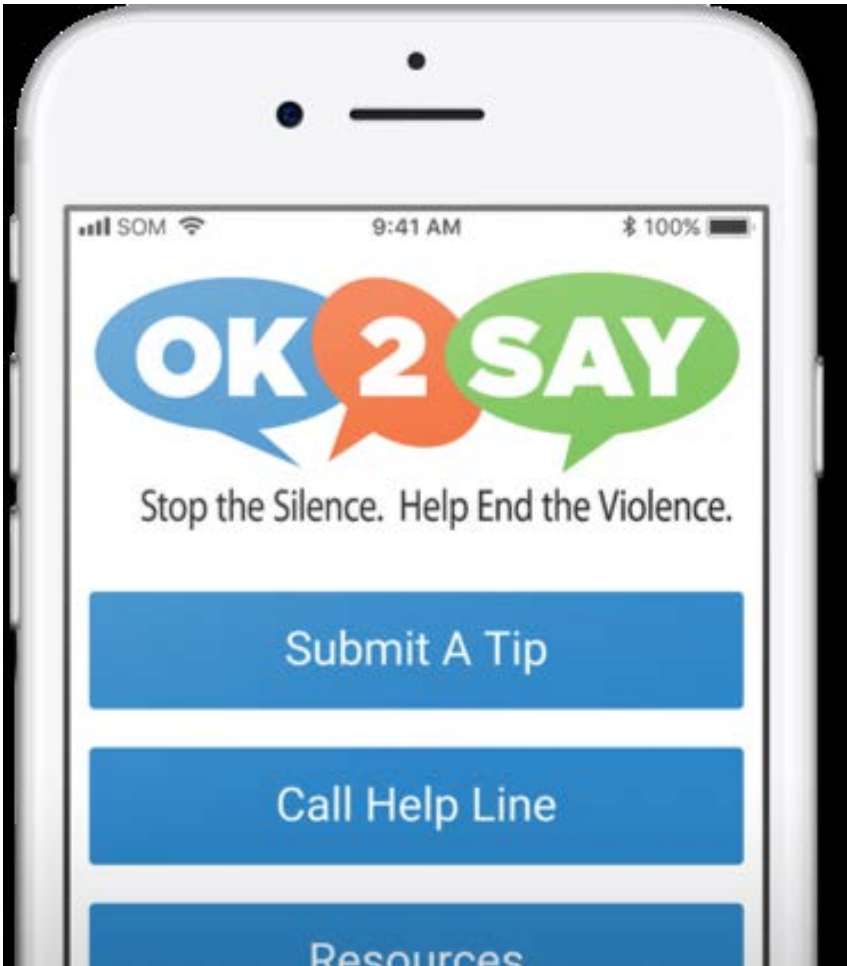 SOM 9:41 AM 100%
OK 2 SAY
Stop the Silence. Help End the Violence.
Submit A Tip
Call Help Line
Resources